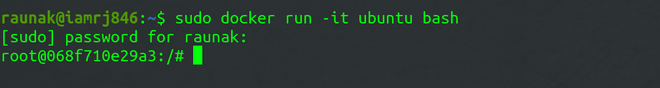 raunak@iamrj846:~$ sudo docker run -it ubuntu bash
[sudo] password for raunak:
root@068f710e29a3:/#